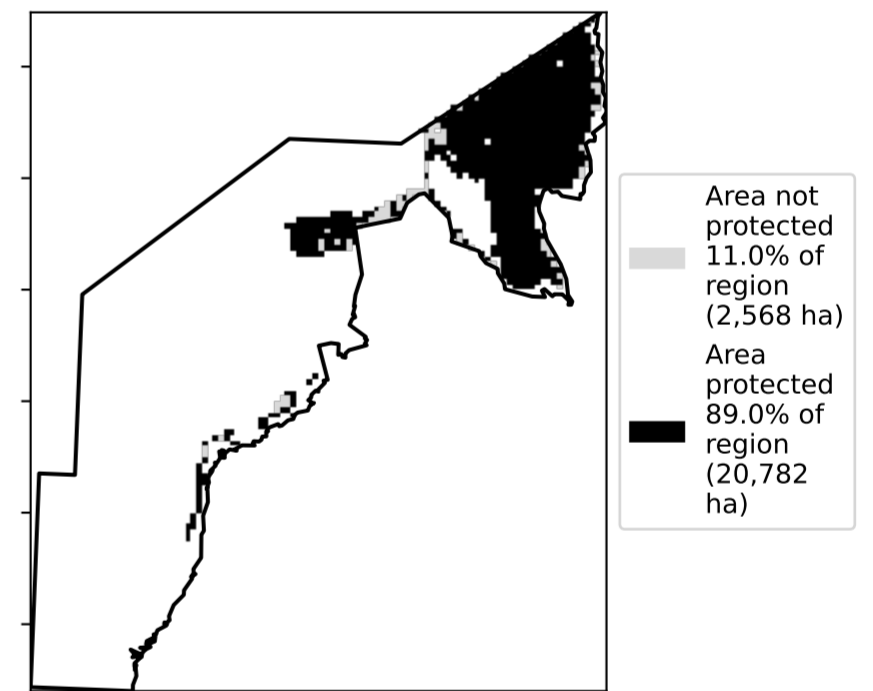 Area not
protected
11.0% of
region
(2,568 ha)
Area
protected
89.0% of
region
(20,782
ha)